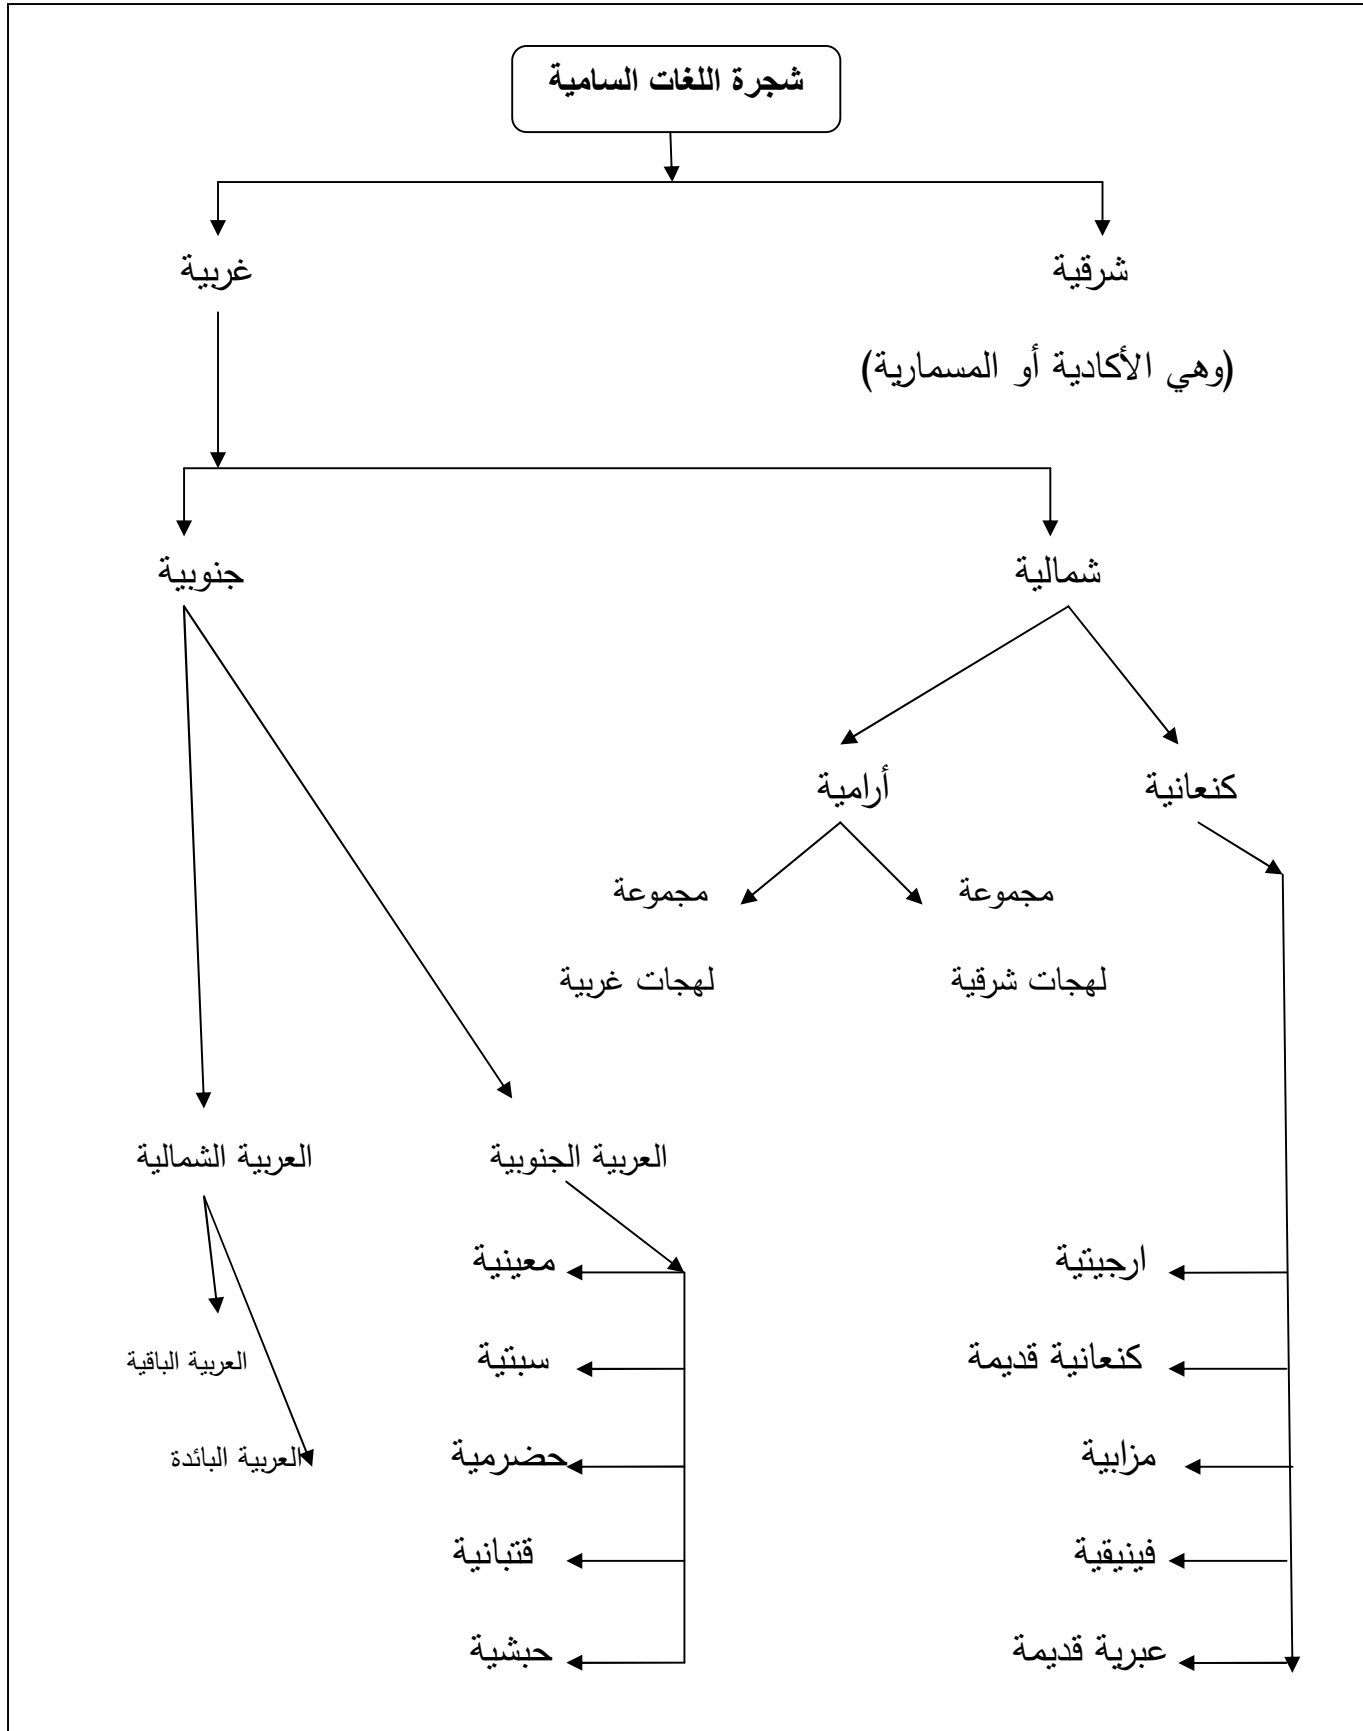 شجرة اللغات السامية
شرقية
غربية
(وهي الأكادية أو المسمارية)
شمالية
جنوبية
كنعانية
أرامية
مجموعة
مجموعة
لهجات شرقية
لهجات غربية
العربية الجنوبية
العربية الشمالية
ارجيتية
معينية
كنعانية قديمة
سبتية
العربية الباقية
مزابية
حضرمية
العربية البائدة
فينيقية
قتبانية
عبرية قديمة
حبشية